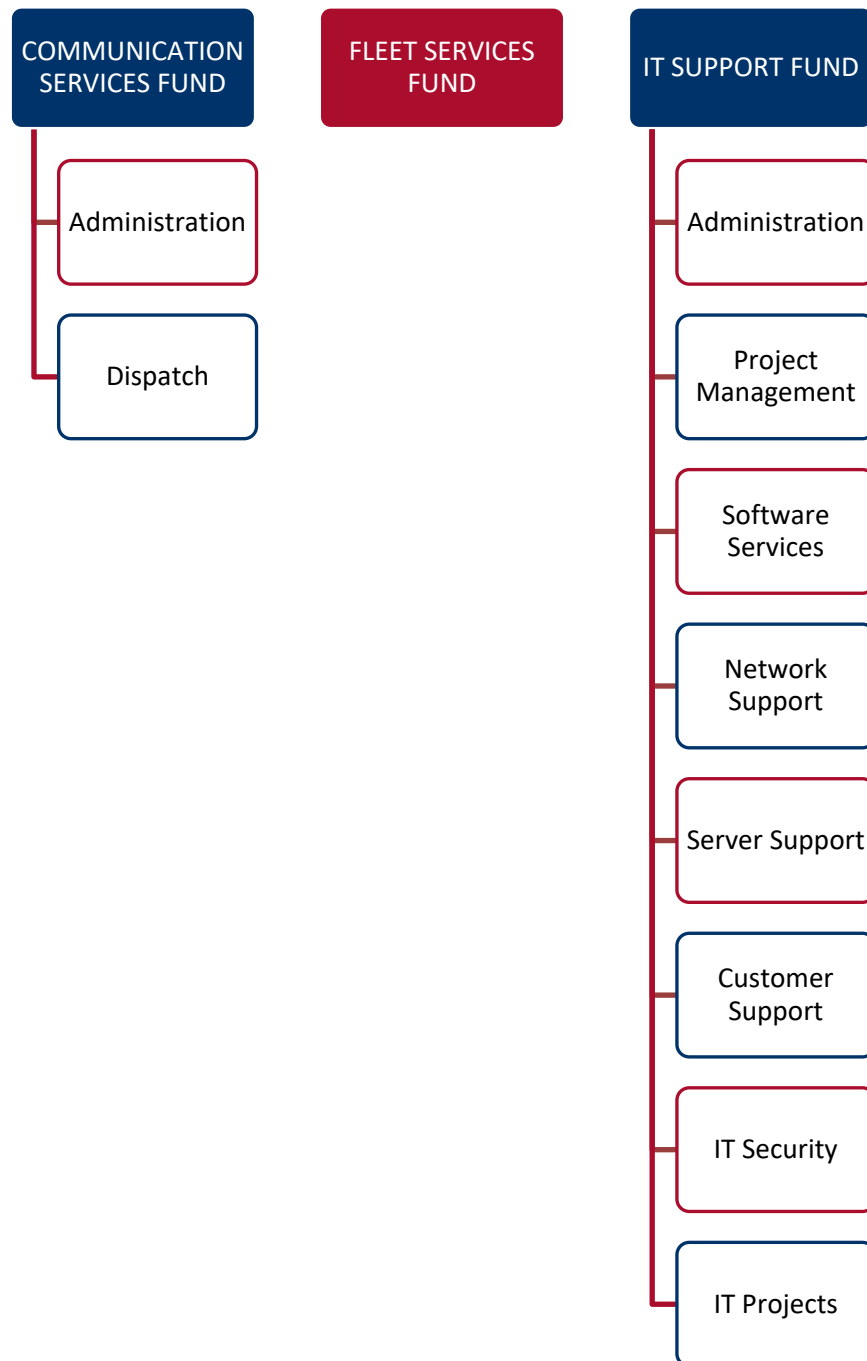 COMMUNICATION
SERVICES FUND
Administration
Dispatch
FLEET SERVICES
FUND
IT SUPPORT FUND
Administration
Project
Management
Software
Services
Network
Support
Server Support
Customer
Support
IT Security
IT Projects